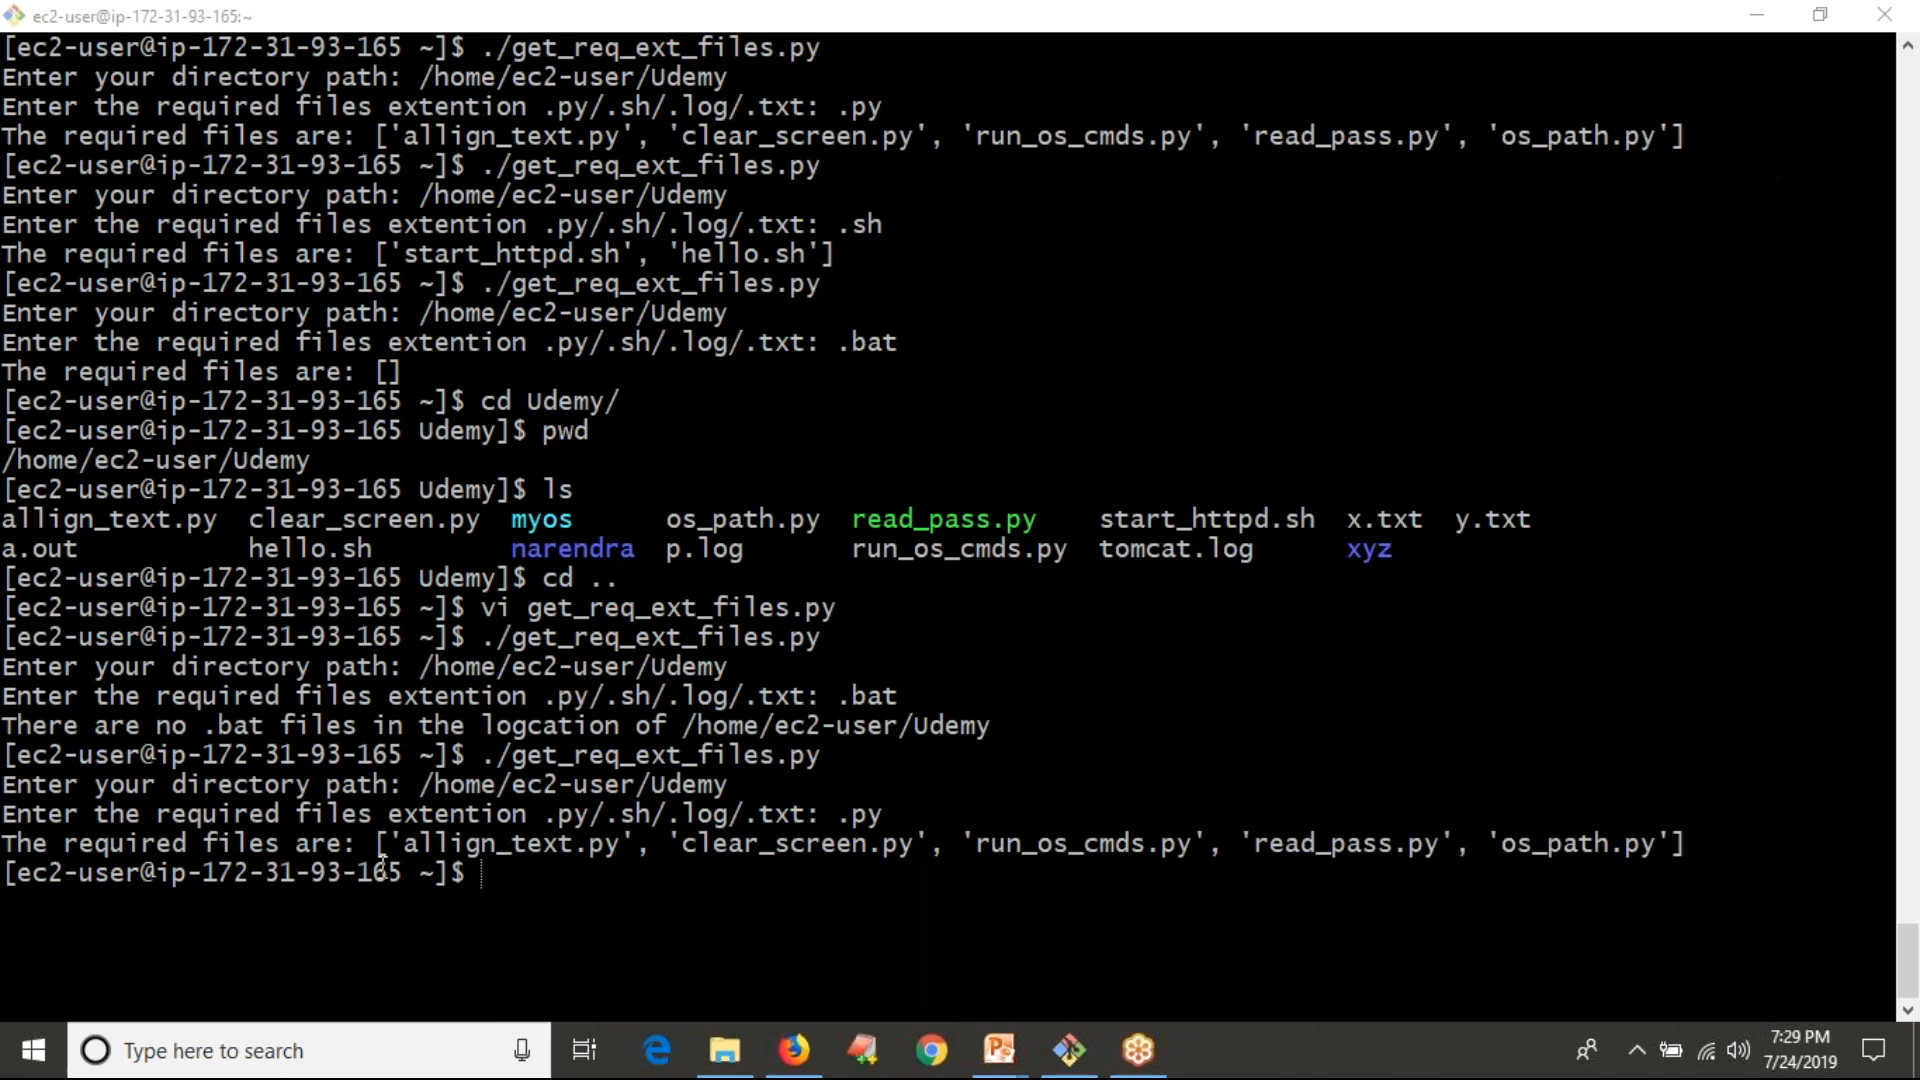 ec2-user@ip-172-31-93-165:~
[ec2-user@ip-172-31-93-165 ~]$ ./get_req_ext_files.py
Enter your directory path: /home/ec2-user/Udemy
Enter the required files extention .py/.sh/.log/.txt: .py
The required files are: ['allign_text.py', 'clear_screen.py', 'run_os_cmds.py', 'read_pass.py', 'os_path.py']
[ec2-user@ip-172-31-93-165 ~]$ ./get_req_ext_files.py
Enter your directory path: /home/ec2-user/Udemy
Enter the required files extention .py/.sh/.log/.txt: .sh
The required files are: ['start_httpd.sh', 'hello.sh']
[ec2-user@ip-172-31-93-165 ~]$ ./get_req_ext_files.py
Enter your directory path: /home/ec2-user/Udemy
Enter the required files extention .py/.sh/.log/.txt: .bat
The required files are: []
[ec2-user@ip-172-31-93-165 ~]$ cd Udemy/
[ec2-user@ip-172-31-93-165 Udemy]$ pwd
/home/ec2-user/Udemy
[ec2-user@ip-172-31-93-165 Udemy]$ ls
allign_text.py  clear_screen.py  myos      os_path.py  read_pass.py    start_httpd.sh  x.txt  y.txt
a.out           hello.sh         narendra  p.log       run_os_cmds.py  tomcat.log      xyz
[ec2-user@ip-172-31-93-165 Udemy]$ cd ..
[ec2-user@ip-172-31-93-165 ~]$ vi get_req_ext_files.py
[ec2-user@ip-172-31-93-165 ~]$ ./get_req_ext_files.py
Enter your directory path: /home/ec2-user/Udemy
Enter the required files extention .py/.sh/.log/.txt: .bat
There are no .bat files in the logcation of /home/ec2-user/Udemy
[ec2-user@ip-172-31-93-165 ~]$ ./get_req_ext_files.py
Enter your directory path: /home/ec2-user/Udemy
Enter the required files extention .py/.sh/.log/.txt: .py
The required files are: ['allign_text.py', 'clear_screen.py', 'run_os_cmds.py', 'read_pass.py', 'os_path.py']
[ec2-user@ip-172-31-93-165 ~]$
Type here to search
7:29 PM
7/24/2019